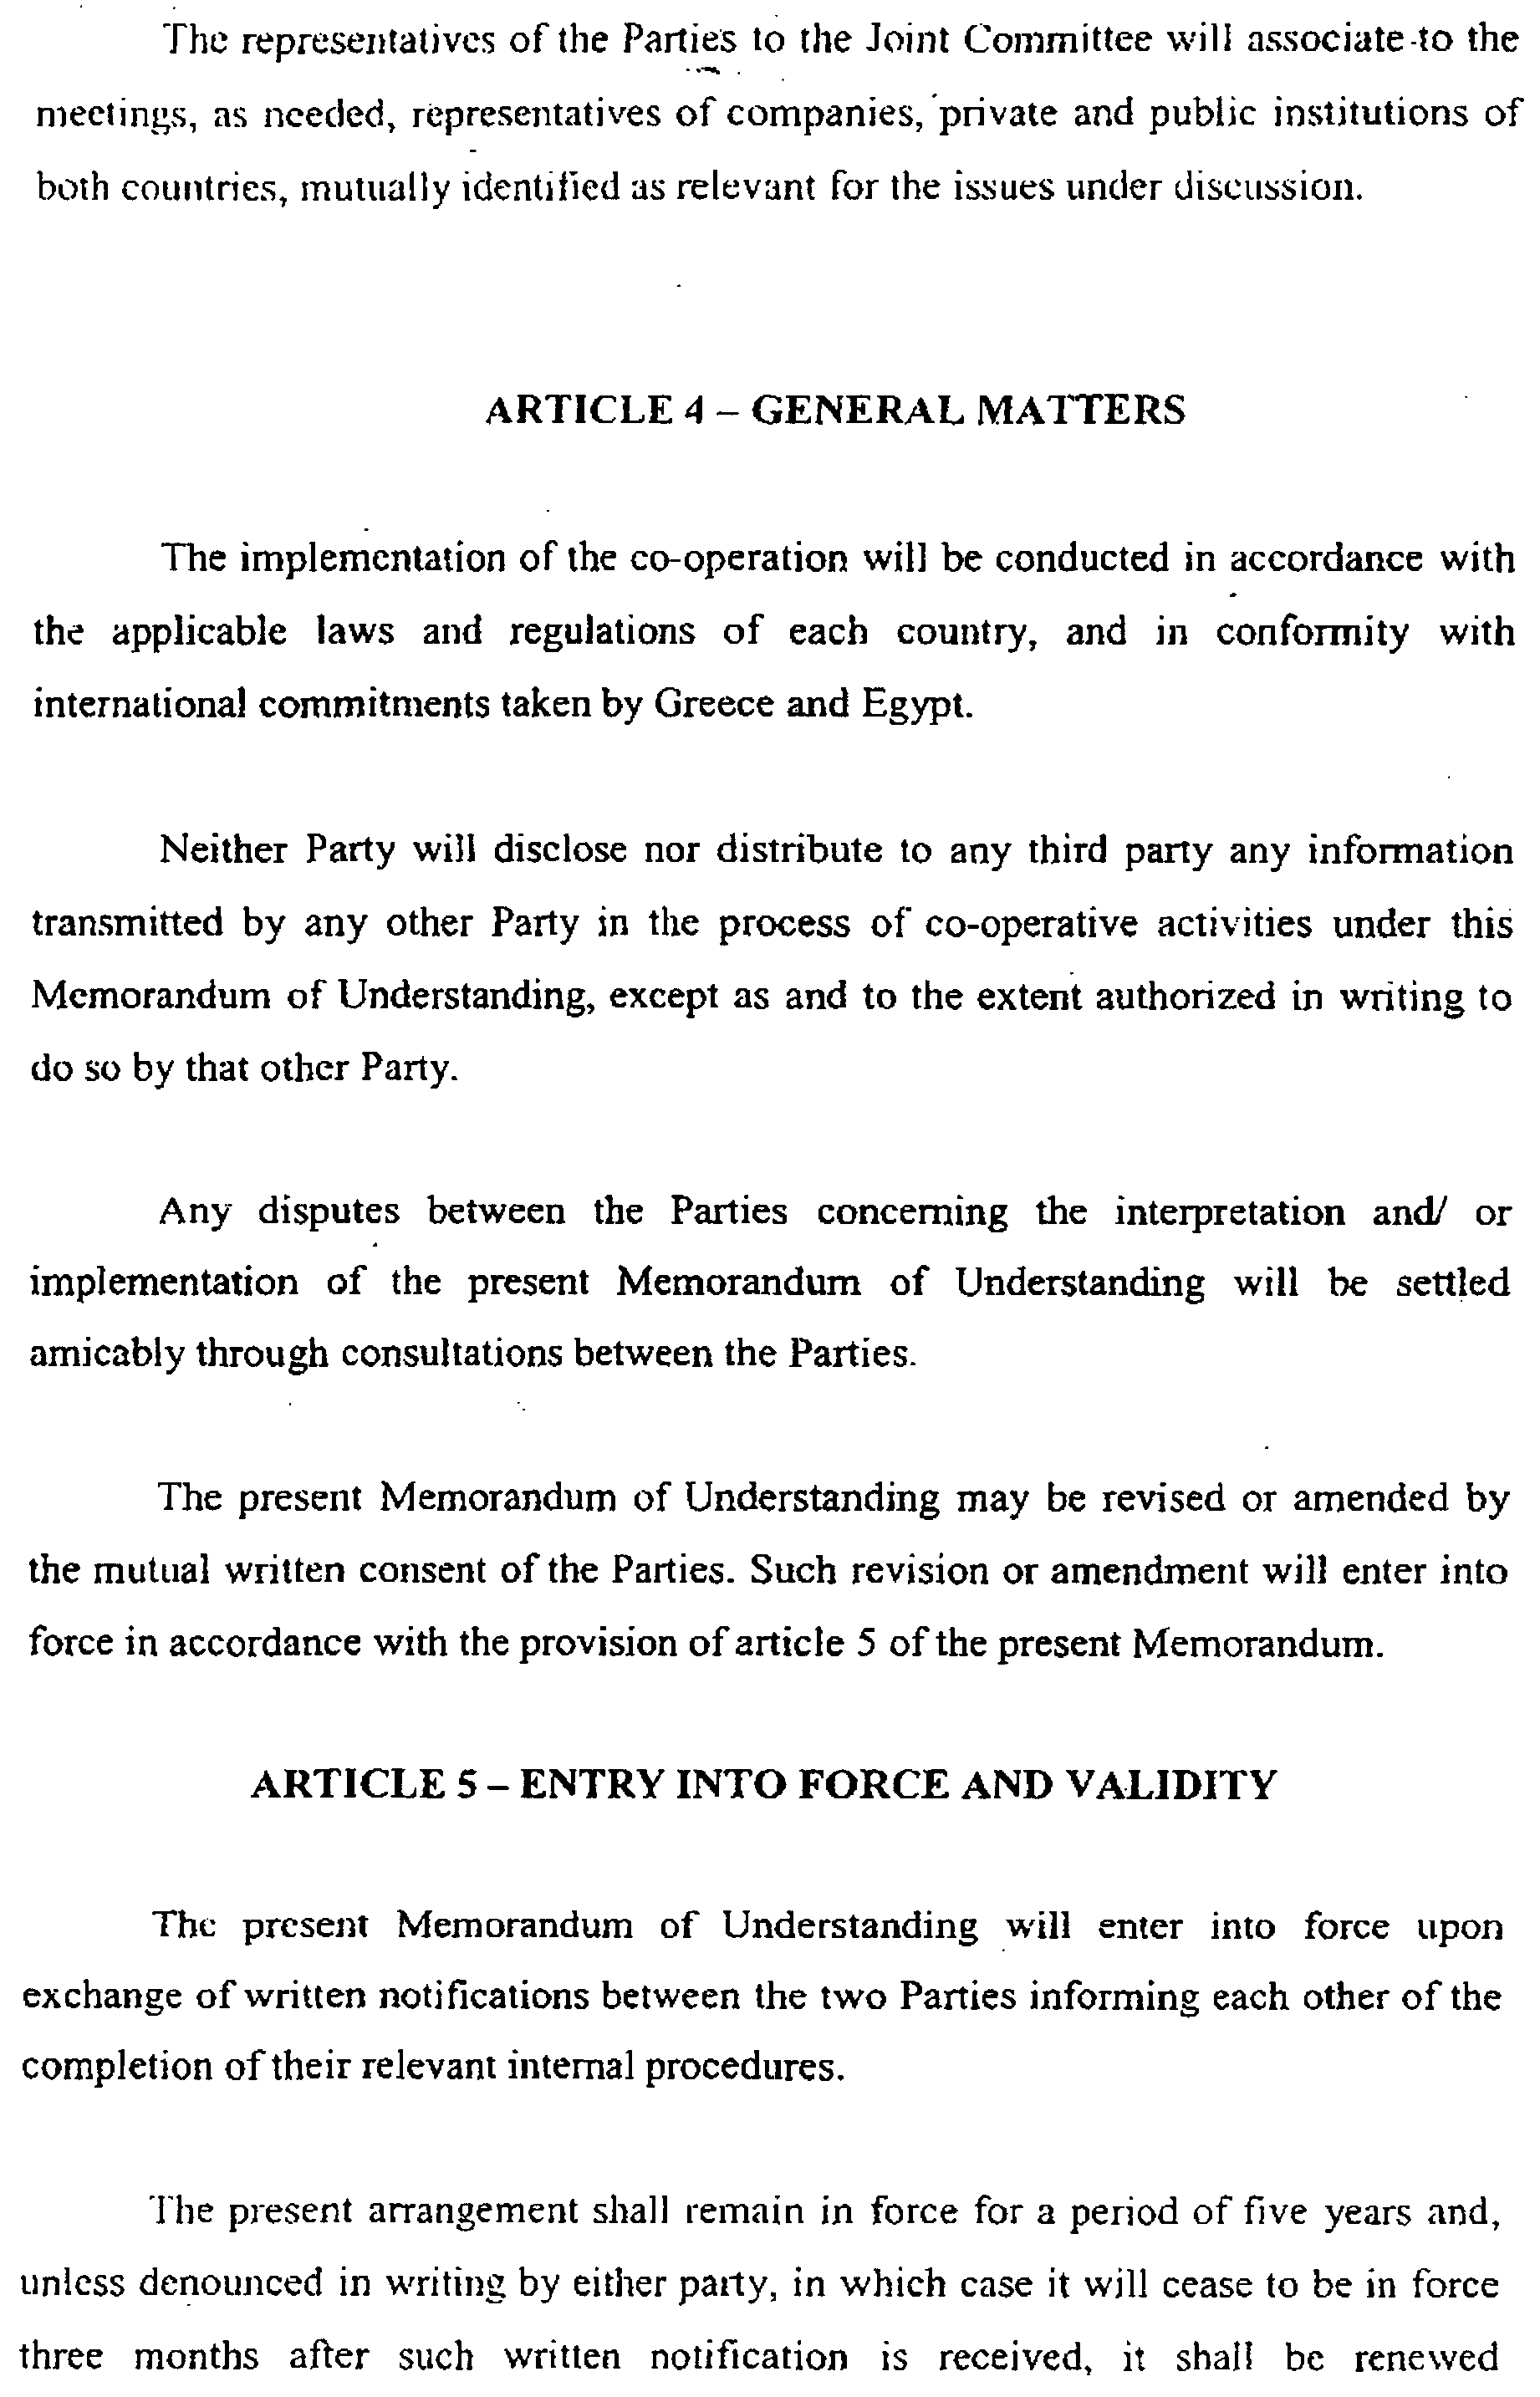 The representatives of the Parties to the Joint Committee will associate to the
meetings, as needed, representatives of companies, private and public institutions of
both countries, mutually identified as relevant for the issues under discussion.
ARTICLE 4 – GENERAL MATTERS
The implementation of the co-operation will be conducted in accordance with
the applicable laws and regulations of each country, and in conformity with
international commitments taken by Greece and Egypt.
Neither Party will disclose nor distribute to any third party any information
transmitted by any other Party in the process of co-operative activities under this
Memorandum of Understanding, except as and to the extent authorized in writing to
do so by that other Party.
Any disputes between the Parties concerning the interpretation and/ or
implementation of the present Memorandum of Understanding will be settled
amicably through consultations between the Parties.
The present Memorandum of Understanding may be revised or amended by
the mutual written consent of the Parties. Such revision or amendment will enter into
force in accordance with the provision of article 5 of the present Memorandum.
ARTICLE 5 – ENTRY INTO FORCE AND VALIDITY
The present Memorandum of Understanding will enter into force upon
exchange of written notifications between the two Parties informing each other of the
completion of their relevant internal procedures.
The present arrangement shall remain in force for a period of five years and,
unless denounced in writing by either party, in which case it will cease to be in force
three months after such written notification is received, it shall be renewed